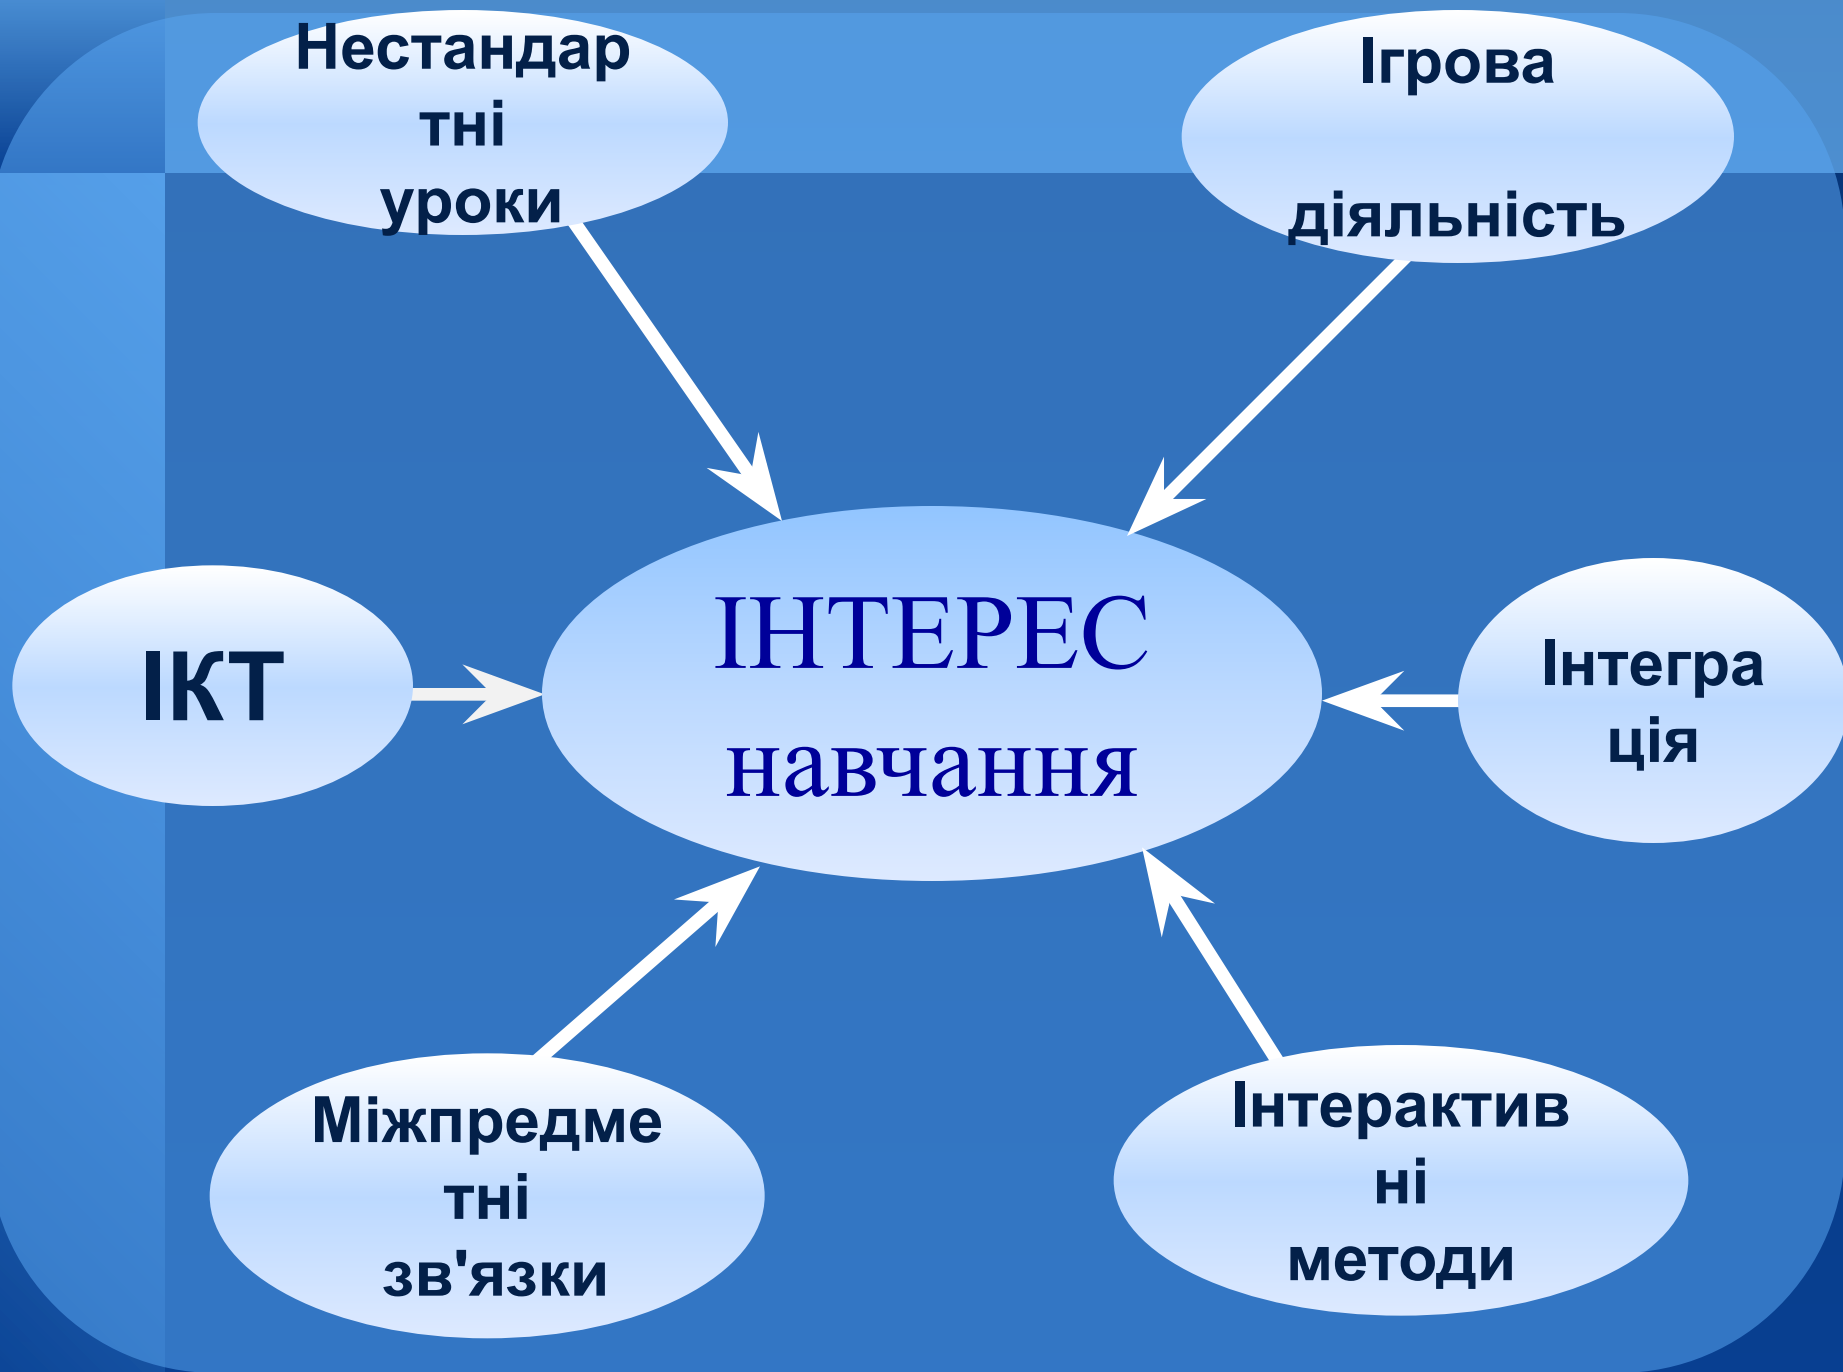 Нестандар
тні
уроки
Ігрова
діяльність
ІКТ
ІНТЕРЕС
навчання
Інтегра
ція
Міжпредме
тні
зв'язки
Інтерактив
ні
методи